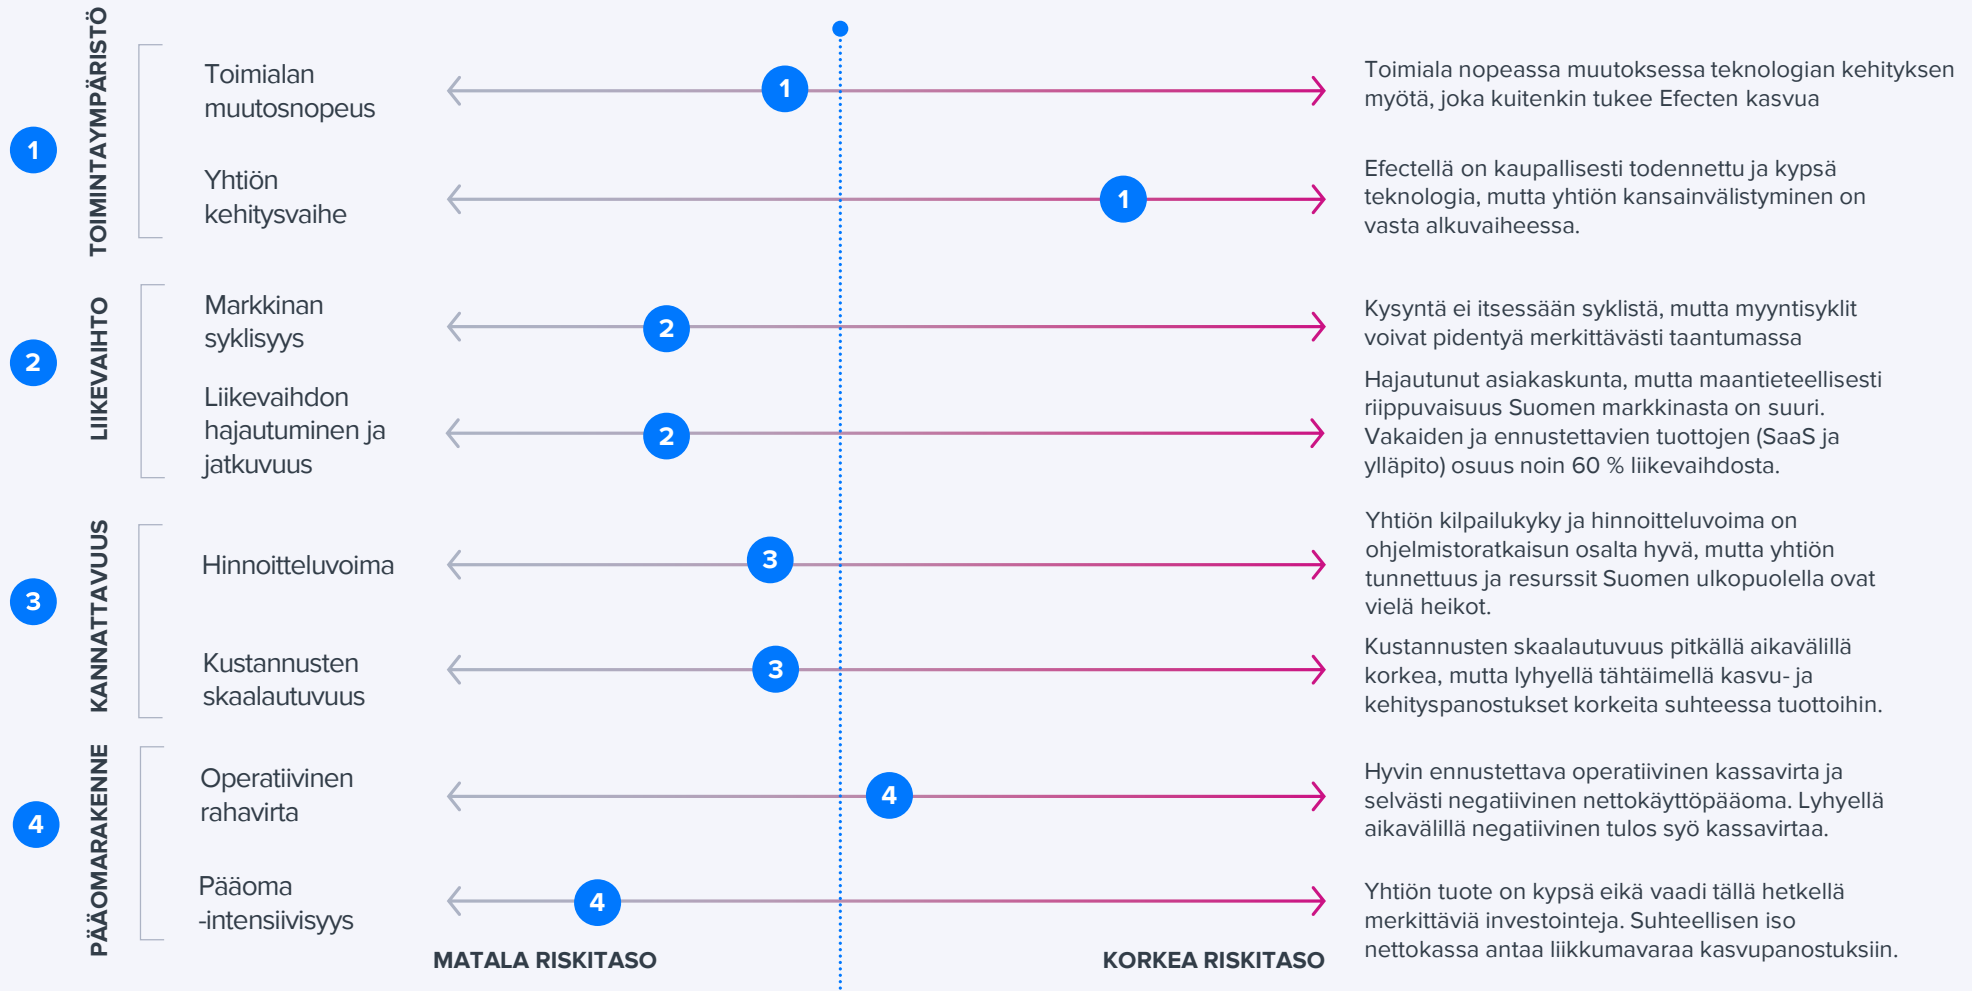 1
TOIMINTAYMPÄRISTÖ
Toimialan
muutosnopeus
1
Toimiala nopeassa muutoksessa teknologian kehityksen
myötä, joka kuitenkin tukee Efecten kasvua
Yhtiön
kehitysvaihe
1
Efectellä on kaupallisesti todennettu ja kypsä
teknologia, mutta yhtiön kansainvälistyminen on
vasta alkuvaiheessa.
2
LIIKEVAIHTO
Markkinan
syklisyys
2
Kysyntä ei itsessään syklistä, mutta myyntisyklit
voivat pidentyä merkittävästi taantumassa
Liikevaihdon
hajautuminen ja
jatkuvuus
2
Hajautunut asiakaskunta, mutta maantieteellisesti
riippuvaisuus Suomen markkinasta on suuri.
Vakaiden ja ennustettavien tuottojen (SaaS ja
ylläpito) osuus noin 60 % liikevaihdosta.
3
KANNATTAVUUS
Hinnoitteluvoima
3
Yhtiön kilpailukyky ja hinnoitteluvoima on
ohjelmistoratkaisun osalta hyvä, mutta yhtiön
tunnettuus ja resurssit Suomen ulkopuolella ovat
vielä heikot.
Kustannusten
skaalautuvuus
3
Kustannusten skaalautuvuus pitkällä aikavälillä
korkea, mutta lyhyellä tähtäimellä kasvu- ja
kehityspanostukset korkeita suhteessa tuottoihin.
4
PÄÄOMARAKENNE
Operatiivinen
rahavirta
4
Hyvin ennustettava operatiivinen kassavirta ja
selvästi negatiivinen nettokäyttöpääoma. Lyhyellä
aikavälillä negatiivinen tulos syö kassavirtaa.
Pääoma
-intensiivisyys
4
Yhtiön tuote on kypsä eikä vaadi tällä hetkellä
merkittäviä investointeja. Suhteellisen iso
nettokassa antaa liikkumavaraa kasvupanostuksiin.
MATALA RISKITASO
KORKEA RISKITASO